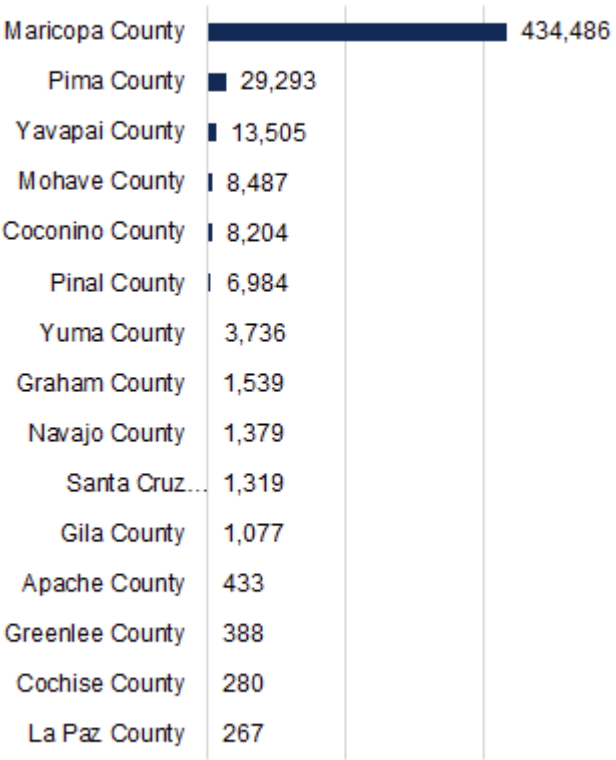 Maricopa County 434,486
Pima County 29,293
Yavapai County 13,505
Mohave County 8,487
Coconino County 8,204
Pinal County 6,984
Yuma County 3,736
Graham County 1,539
Navajo County 1,379
Santa Cruz... 1,319
Gila County 1,077
Apache County 433
Greenlee County 388
Cochise County 280
La Paz County 267